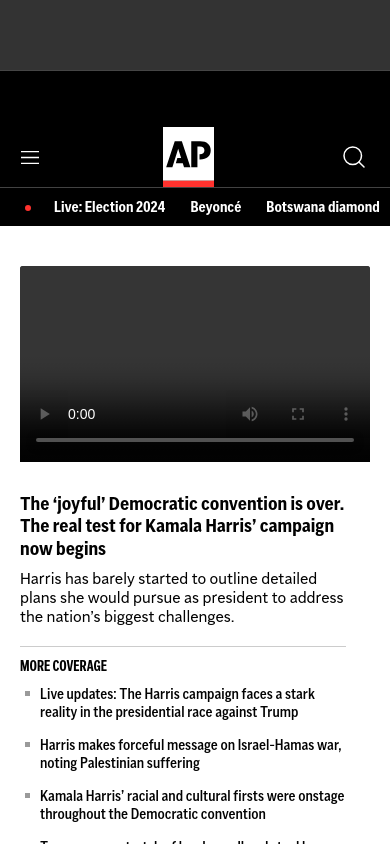 AP
Live: Election 2024 Beyoncé Botswana diamond
0:00
The ‘joyful’ Democratic convention is over.
The real test for Kamala Harris’ campaign
now begins
Harris has barely started to outline detailed
plans she would pursue as president to address
the nation’s biggest challenges.
MORE COVERAGE
Live updates: The Harris campaign faces a stark
reality in the presidential race against Trump
Harris makes forceful message on Israel-Hamas war,
noting Palestinian suffering
Kamala Harris’ racial and cultural firsts were onstage
throughout the Democratic convention